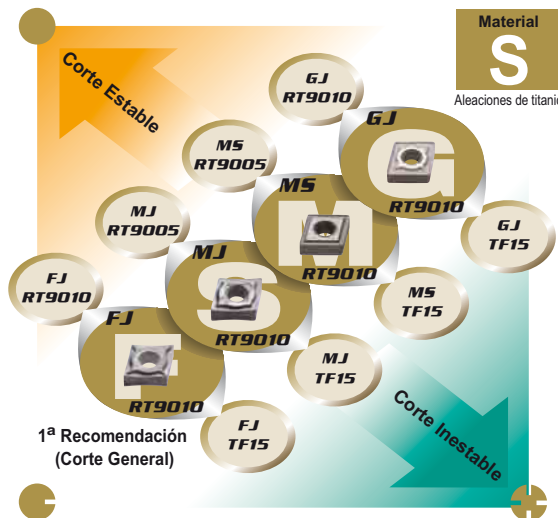 Material
S
Aleaciones de titanio
Corte Estable
GJ
RT9010
MS
RT9005
MJ
RT9005
FJ
RT9010
GJ
G
RT9010
MS
M
RT9010
MJ
S
RT9010
FJ
F
RT9010
GJ
TF15
MS
TF15
MJ
TF15
FJ
TF15
1ª Recomendación
(Corte General)
Corte Inestable